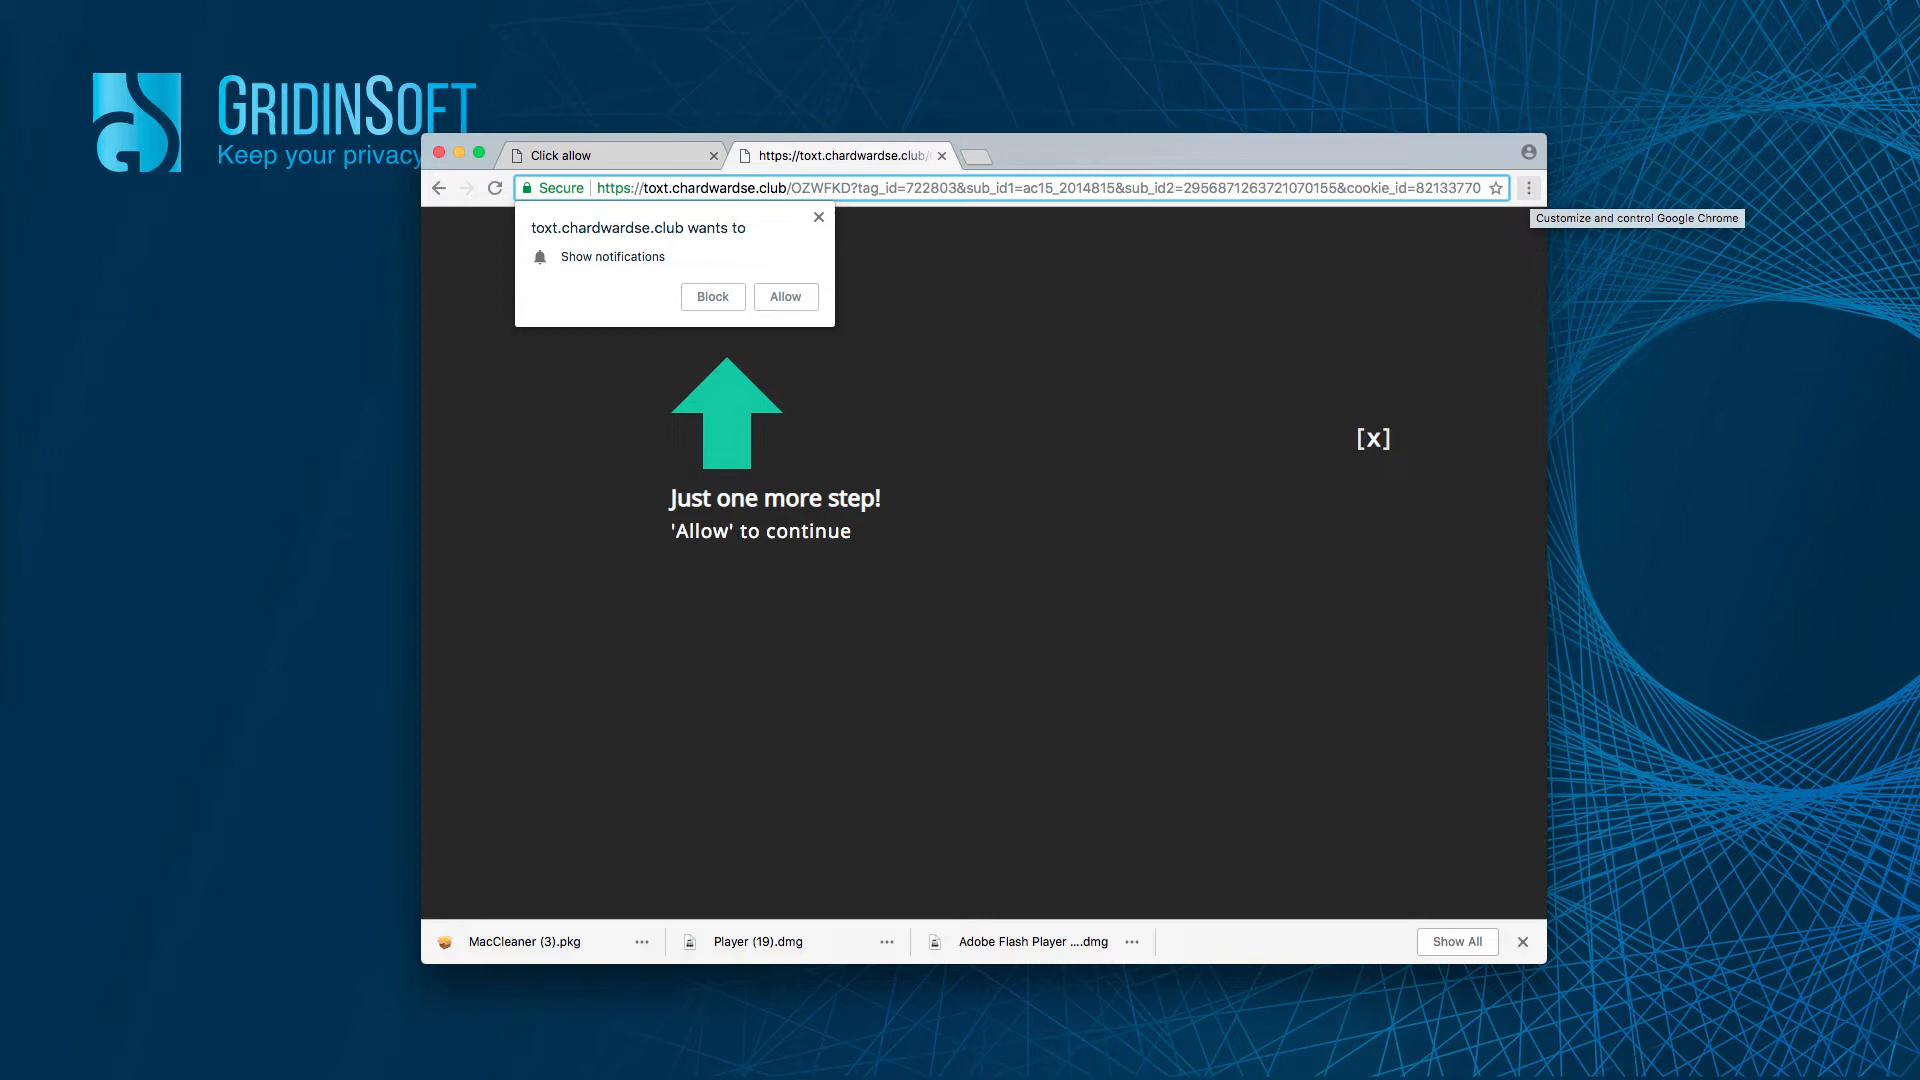 GRIDINSOFT
Keep your privacy
Click allow
https://toxt.chardwardse.club/
Secure
https://toxt.chardwardse.club/OZWFKD?tag_id=722803&sub_id1=ac15_2014815&sub_id2=2956871263721070155&cookie_id=82133770
Customize and control Google Chrome
toxt.chardwardse.club wants to
Show notifications
Block
Allow
[x]
Just one more step!
'Allow' to continue
MacCleaner (3).pkg
Player (19).dmg
Adobe Flash Player ....dmg
Show All